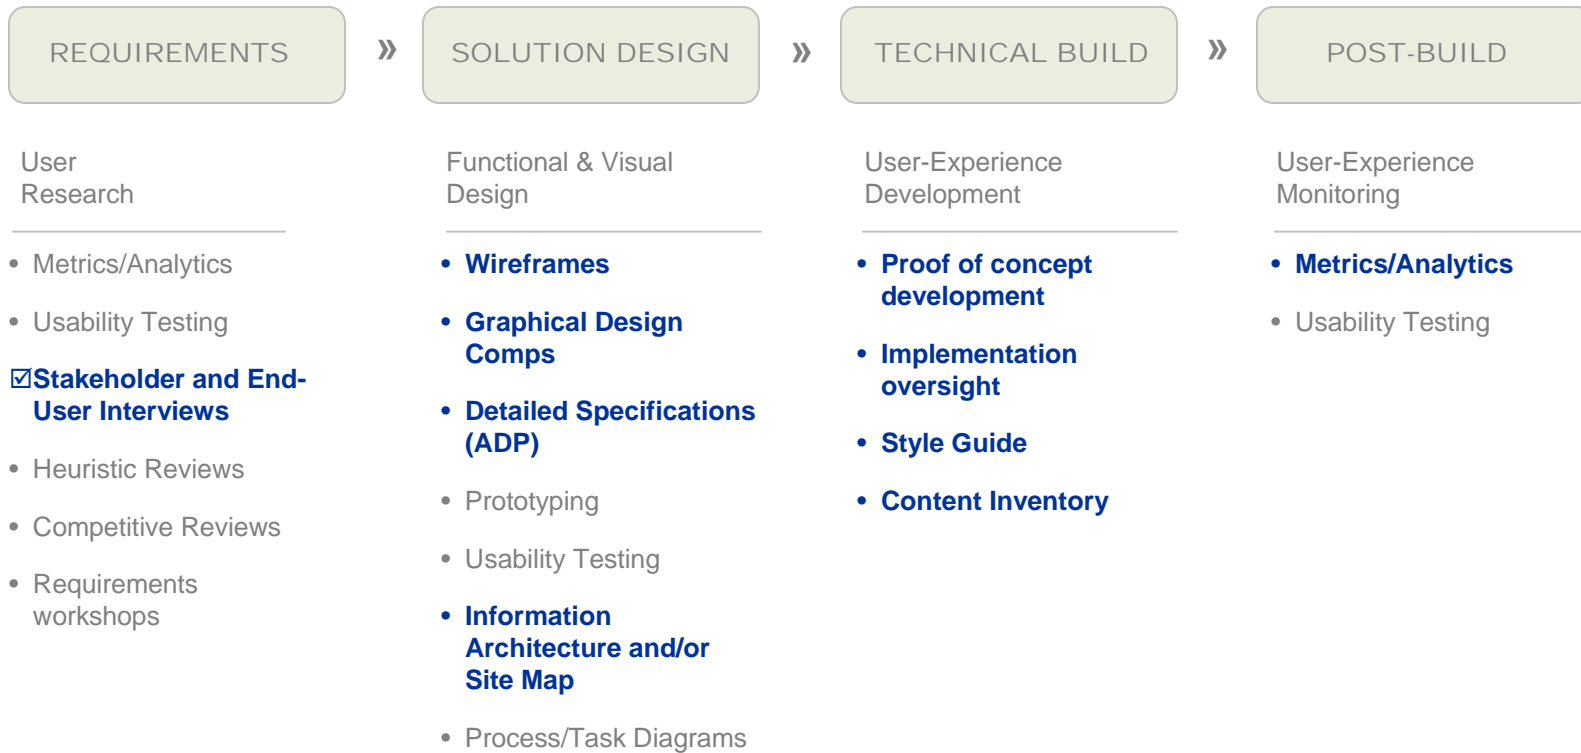 REQUIREMENTS
»
SOLUTION DESIGN
»
TECHNICAL BUILD
»
POST-BUILD
User
Research
• Metrics/Analytics
• Usability Testing
☑Stakeholder and End-
User Interviews
• Heuristic Reviews
• Competitive Reviews
• Requirements
workshops
Functional & Visual
Design
• Wireframes
• Graphical Design
Comps
• Detailed Specifications
(ADP)
• Prototyping
• Usability Testing
• Information
Architecture and/or
Site Map
• Process/Task Diagrams
User-Experience
Development
• Proof of concept
development
• Implementation
oversight
• Style Guide
• Content Inventory
User-Experience
Monitoring
• Metrics/Analytics
• Usability Testing